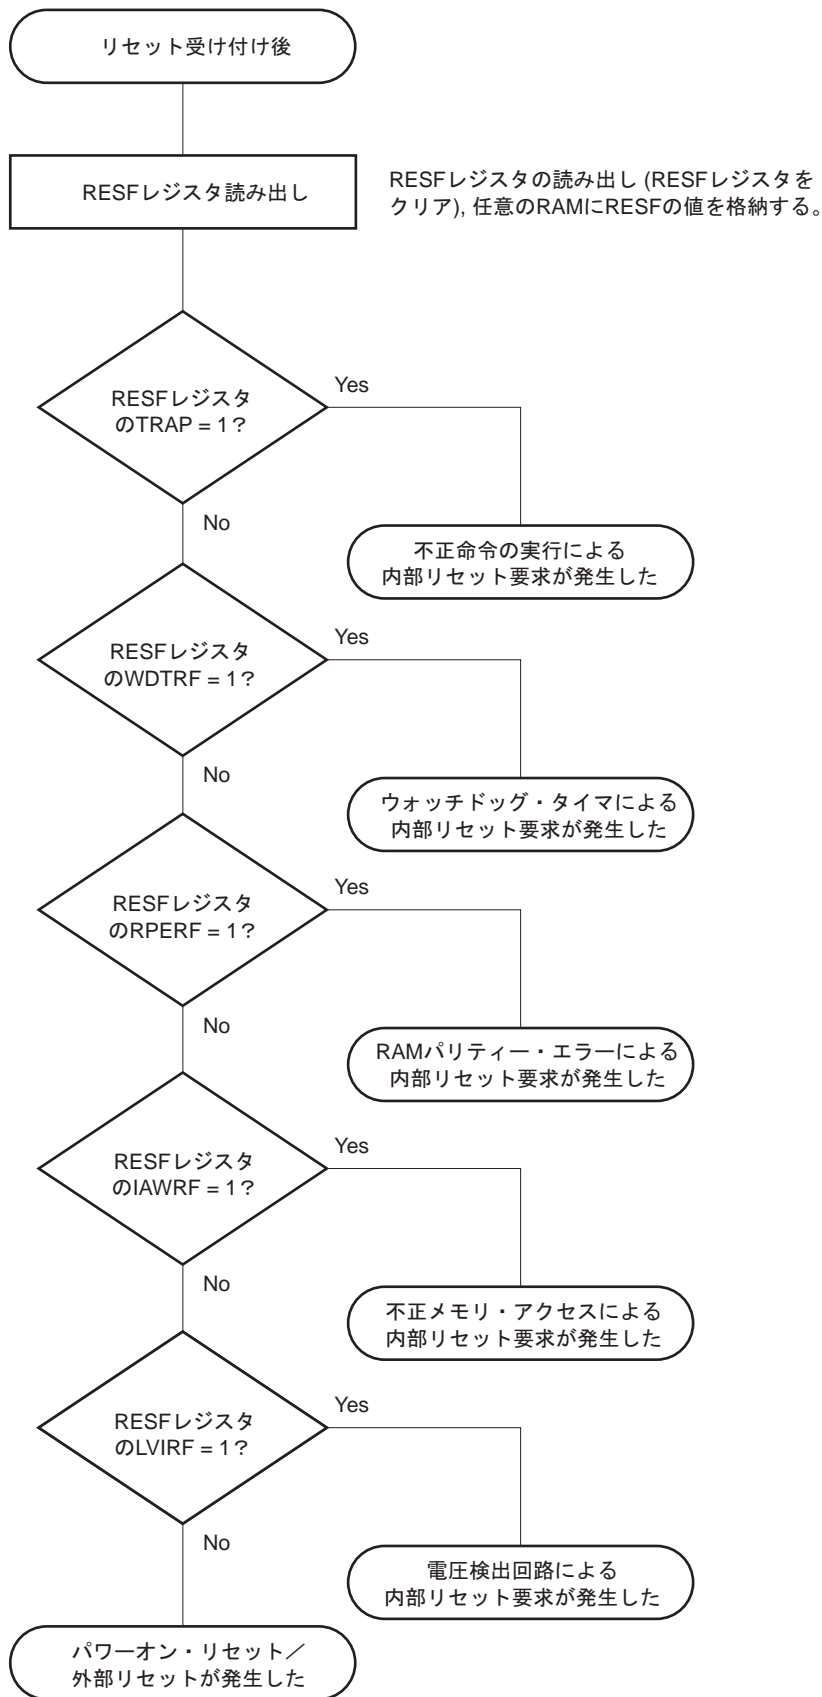 リセット受け付け後
RESFレジスタ読み出し
RESFレジスタの読み出し (RESFレジスタを
クリア), 任意のRAMにRESFの値を格納する。
RESFレジスタ
のTRAP = 1？
Yes
No
不正命令の実行による
内部リセット要求が発生した
RESFレジスタ
のWDTRF = 1？
Yes
No
ウォッチドッグ・タイマによる
内部リセット要求が発生した
RESFレジスタ
のRPERF = 1？
Yes
No
RAMパリティー・エラーによる
内部リセット要求が発生した
RESFレジスタ
のIAWRF = 1？
Yes
No
不正メモリ・アクセスによる
内部リセット要求が発生した
RESFレジスタ
のLVIRF = 1？
Yes
No
電圧検出回路による
内部リセット要求が発生した
パワーオン・リセット／
外部リセットが発生した